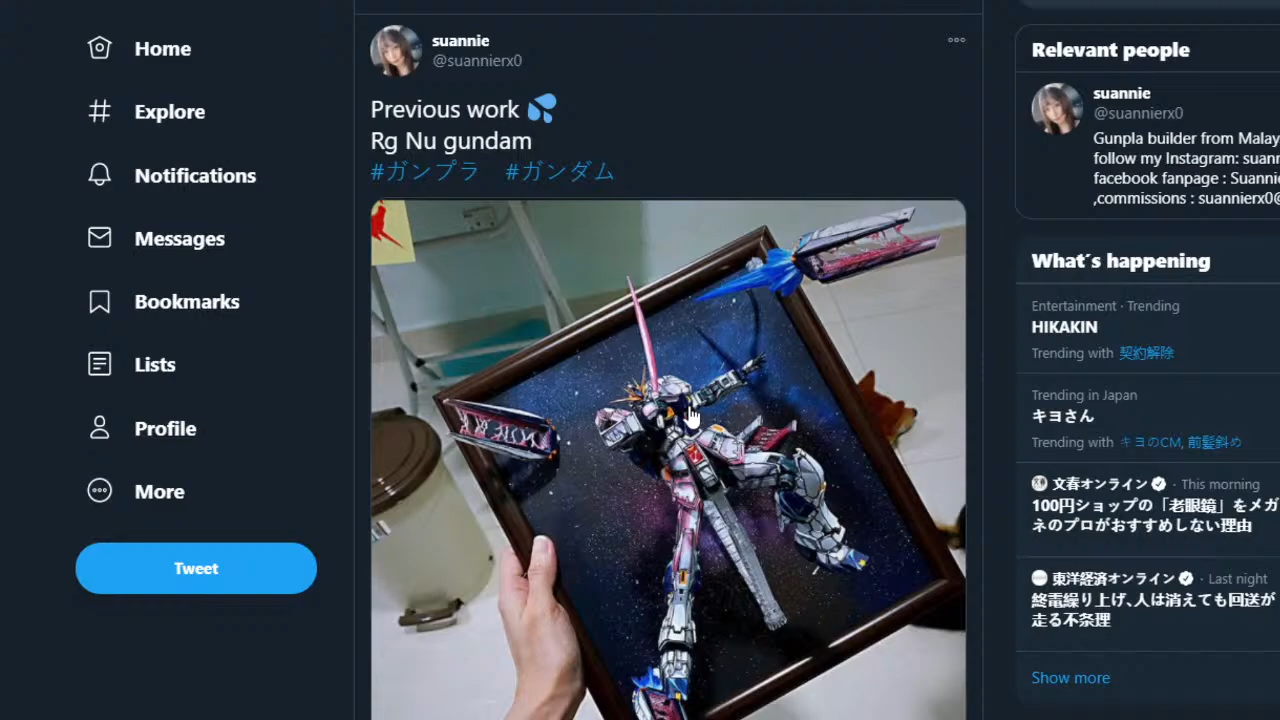 Home
Explore
Notifications
Messages
Bookmarks
Lists
Profile
More
Tweet
suannie
@suannierx0
Previous work 💦
Rg Nu gundam
#ガンプラ #ガンダム
Relevant people
suannie
@suannierx0
Gunpla builder from Malay
follow my Instagram: suann
facebook fanpage : Suannie
,commissions : suannierx0@
What's happening
Entertainment · Trending
HIKAKIN
Trending with 契約解除
Trending in Japan
キヨさん
Trending with キヨのCM, 前髪斜め
文春オンライン · This morning
100円ショップの「老眼鏡」をメガ
ネのプロがおすすめしない理由
東洋経済オンライン · Last night
終電繰り上げ、人は消えても回送が
走る不条理
Show more